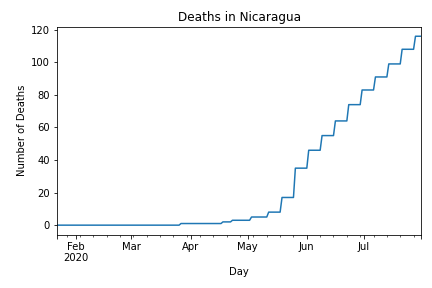 Deaths in Nicaragua
120
100
80
60
40
20
0
Number of Deaths
Feb
2020
Mar
Apr
May
Jun
Jul
Day